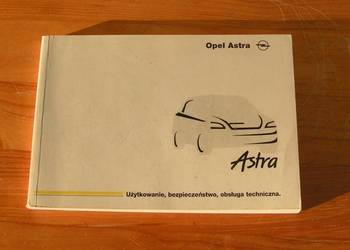 Opel Astra
Astra
Użytkowanie, bezpieczeństwo, obsługa techniczna.